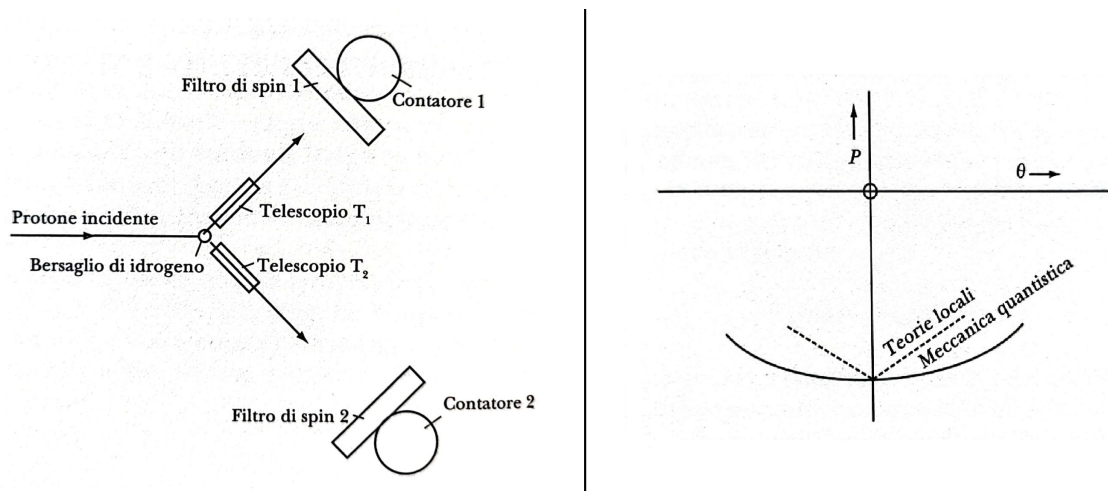 Filtro di spin 1
Contatore 1
Protone incidente
Telescopio T₁
Bersaglio di idrogeno
Telescopio T₂
Filtro di spin 2
Contatore 2
P
θ
Teorie locali
Meccanica quantistica